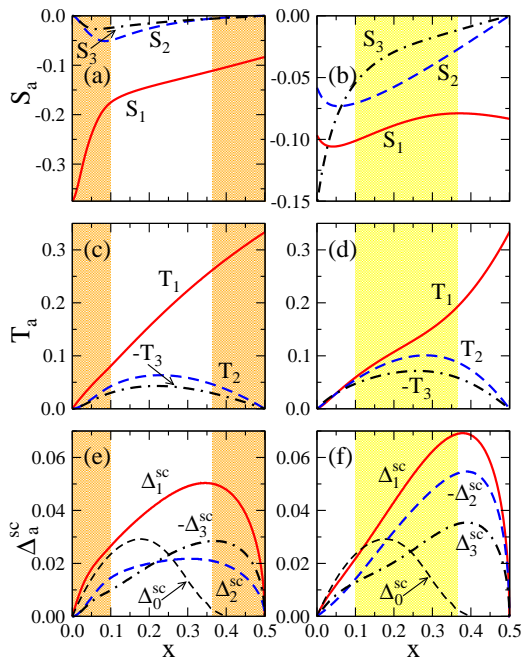 0.0
-0.1
-0.2
-0.3
S_a
(a)
S_3
S_2
S_1
0.00
-0.05
-0.10
-0.15
(b)
S_3
S_2
S_1
0.3
0.2
0.1
0.0
T_a
(c)
T_1
-T_3
T_2
0.3
0.2
0.1
0.0
(d)
T_1
T_2
-T_3
0.06
0.04
0.02
0.00
Δ_a^sc
(e)
Δ_1^sc
-Δ_3^sc
Δ_0^sc
Δ_2^sc
0.0 0.1 0.2 0.3 0.4 0.5
x
0.06
0.04
0.02
0.00
(f)
Δ_1^sc
-Δ_2^sc
Δ_3^sc
Δ_0^sc
0.0 0.1 0.2 0.3 0.4 0.5
x